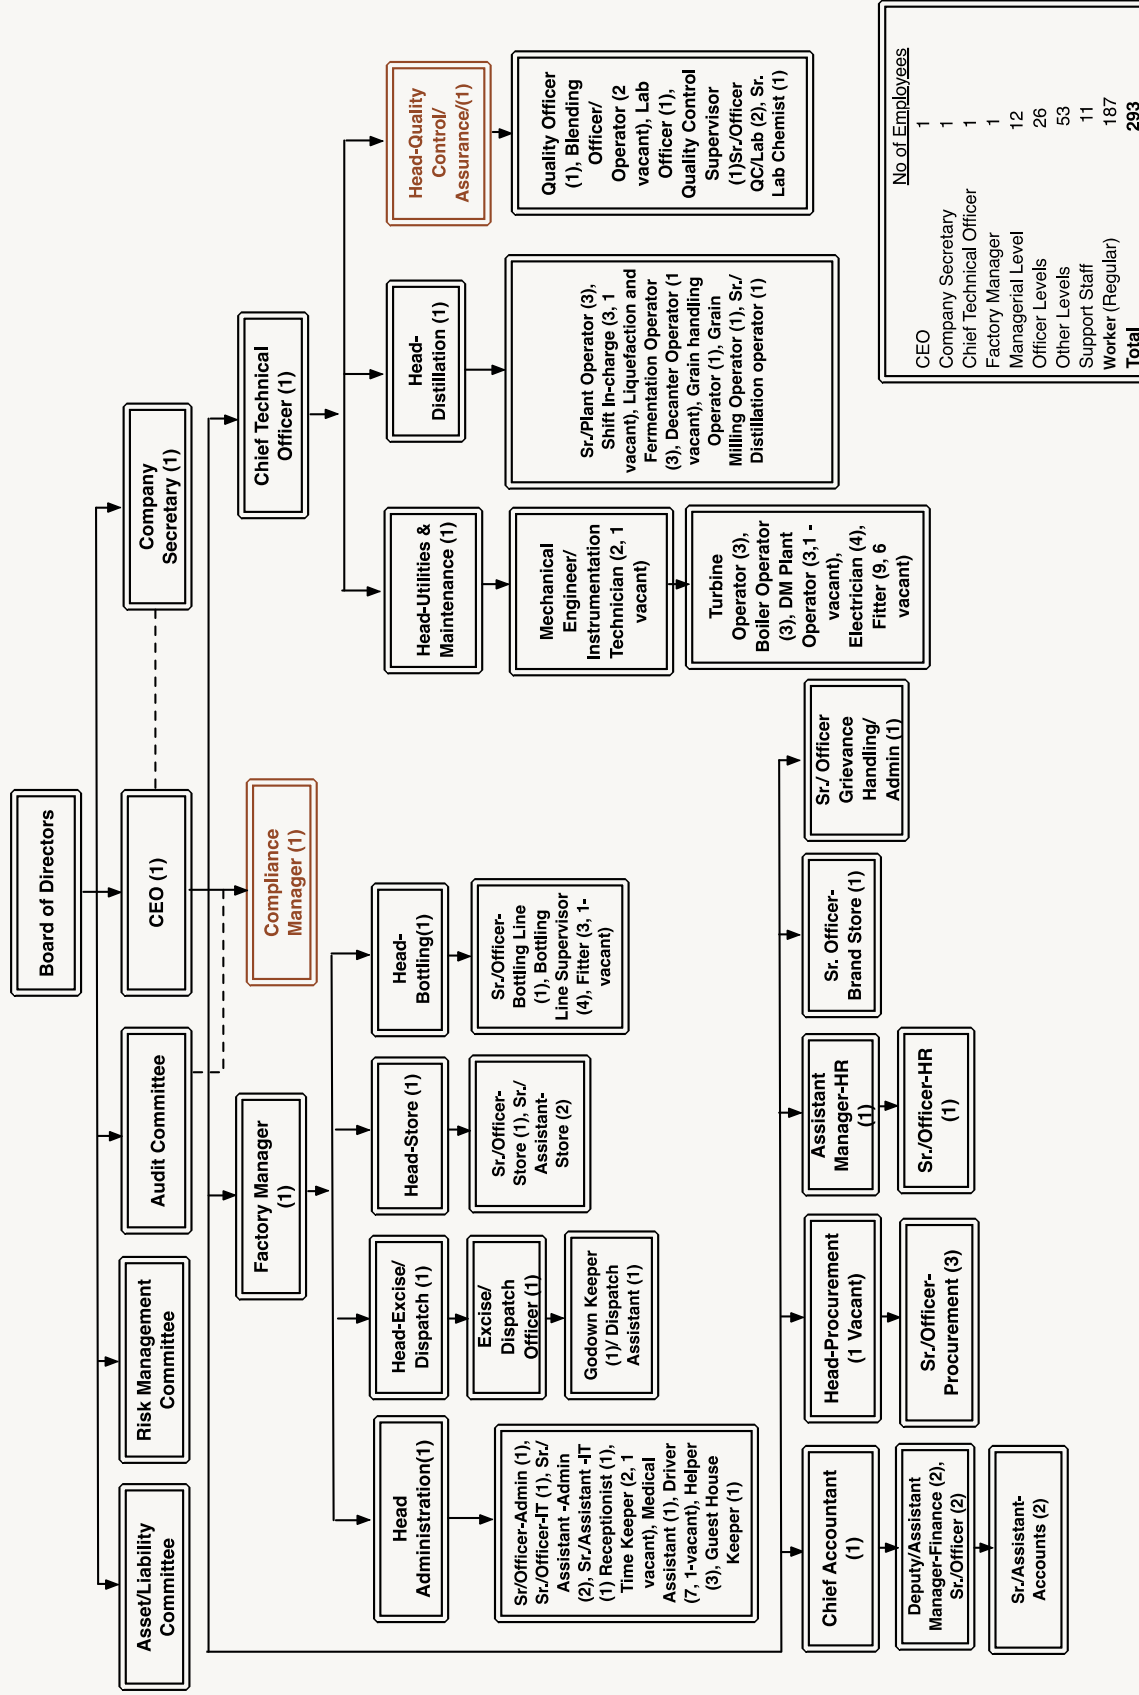 Board of Directors
Asset/Liability
Committee
Risk Management
Committee
Audit Committee
CEO (1)
Company
Secretary (1)
Factory Manager
(1)
Compliance
Manager (1)
Chief Technical
Officer (1)
Head
Administration(1)
Head-Excise/
Dispatch (1)
Head-Store (1)
Head-
Bottling(1)
Head-Utilities &
Maintenance (1)
Head-
Distillation (1)
Head-Quality
Control/
Assurance/(1)
Sr/Officer-Admin (1),
Sr./Officer-IT (1), Sr./
Assistant -Admin
(2), Sr./Assistant -IT
(1) Receptionist (1),
Time Keeper (2, 1
vacant), Medical
Assistant (1), Driver
(7, 1-vacant), Helper
(3), Guest House
Keeper (1)
Excise/
Dispatch
Officer (1)
Godown Keeper
(1)/ Dispatch
Assistant (1)
Sr./Officer-
Store (1), Sr./
Assistant-
Store (2)
Sr./Officer-
Bottling Line
(1), Bottling
Line Supervisor
(4), Fitter (3, 1-
vacant)
Mechanical
Engineer/
Instrumentation
Technician (2, 1
vacant)
Turbine
Operator (3),
Boiler Operator
(3), DM Plant
Operator (3,1 -
vacant),
Electrician (4),
Fitter (9, 6
vacant)
Sr./Plant Operator (3),
Shift In-charge (3, 1
vacant), Liquefaction and
Fermentation Operator
(3), Decanter Operator (1
vacant), Grain handling
Operator (1), Grain
Milling Operator (1), Sr./
Distillation operator (1)
Quality Officer
(1), Blending
Officer/
Operator (2
vacant), Lab
Officer (1),
Quality Control
Supervisor
(1)Sr./Officer
QC/Lab (2), Sr.
Lab Chemist (1)
Chief Accountant
(1)
Head-Procurement
(1 Vacant)
Assistant
Manager-HR
(1)
Sr. Officer-
Brand Store (1)
Sr./ Officer
Grievance
Handling/
Admin (1)
Deputy/Assistant
Manager-Finance (2),
Sr./Officer (2)
Sr./Officer-
Procurement (3)
Sr./Officer-HR
(1)
Sr./Assistant-
Accounts (2)
No of Employees
CEO 1
Company Secretary 1
Chief Technical Officer 1
Factory Manager 1
Managerial Level 12
Officer Levels 26
Other Levels 53
Support Staff 11
Worker (Regular) 187
Total 293